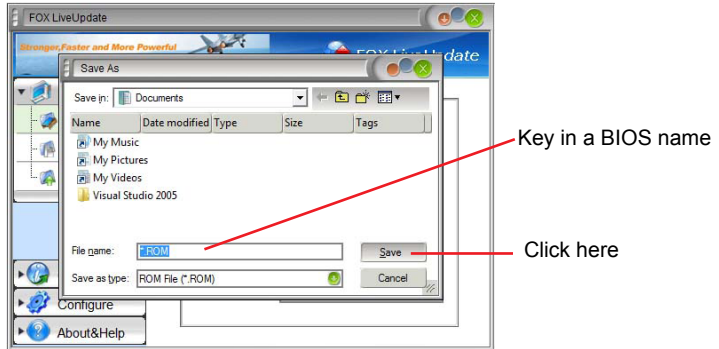 FOX LiveUpdate
Stronger,Faster and More Powerful
Save As
Save in: Documents
Name Date modified Type Size Tags
My Music
My Pictures
My Videos
Visual Studio 2005
File name: *.ROM
Save
Save as type: ROM File (*.ROM)
Cancel
Configure
About&Help
Key in a BIOS name
Click here